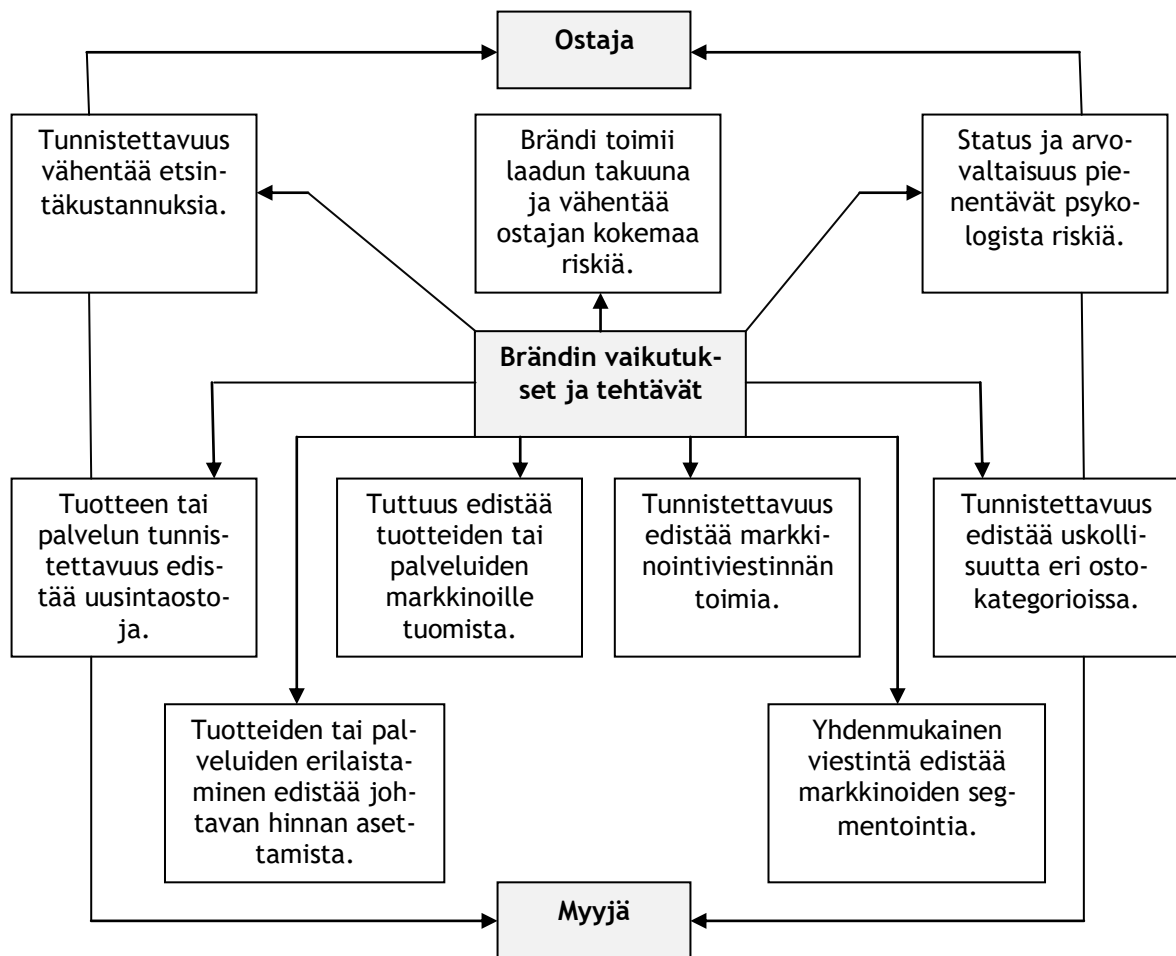 Ostaja
Tunnistettavuus
vähentää etsin-
täkustannuksia.
Brändi toimii
laadun takuuna
ja vähentää
ostajan kokemaa
riskiä.
Status ja arvo-
valtaisuus pie-
nentävät psyko-
logista riskiä.
Brändin vaikutuk-
set ja tehtävät
Tuotteen tai
palvelun tunnis-
tettavuus edis-
tää uusintaosto-
ja.
Tuttuus edistää
tuotteiden tai
palveluiden
markkinoille
tuomista.
Tunnistettavuus
edistää markki-
nointiviestinnän
toimia.
Tunnistettavuus
edistää uskolli-
suutta eri osto-
kategorioissa.
Tuotteiden tai pal-
veluiden erilaista-
minen edistää joh-
tavan hinnan aset-
tamista.
Yhdenmukainen
viestintä edistää
markkinoiden seg-
mentointia.
Myyjä